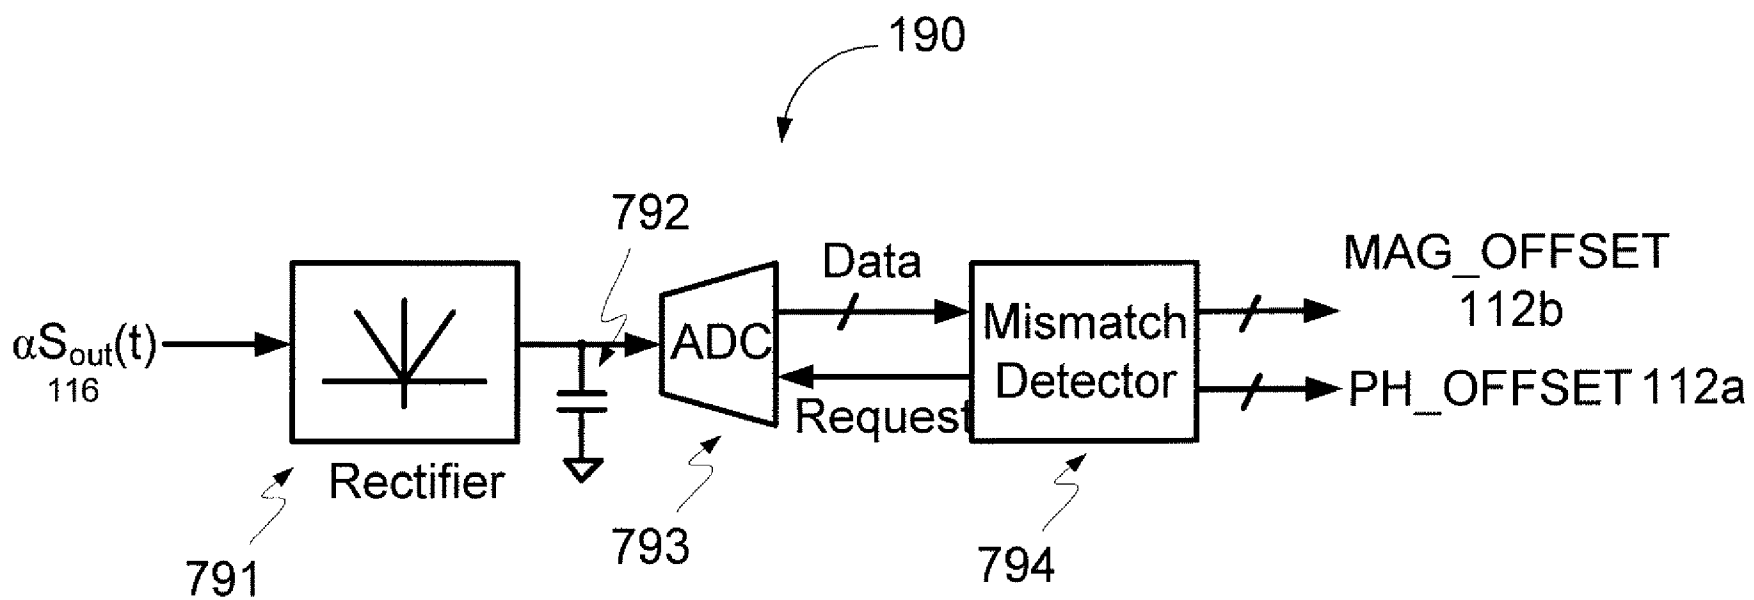 190
792
Data
MAG_OFFSET
112b
αSout(t)
116
ADC
Mismatch
Detector
PH_OFFSET 112a
Request
Rectifier
791
793
794